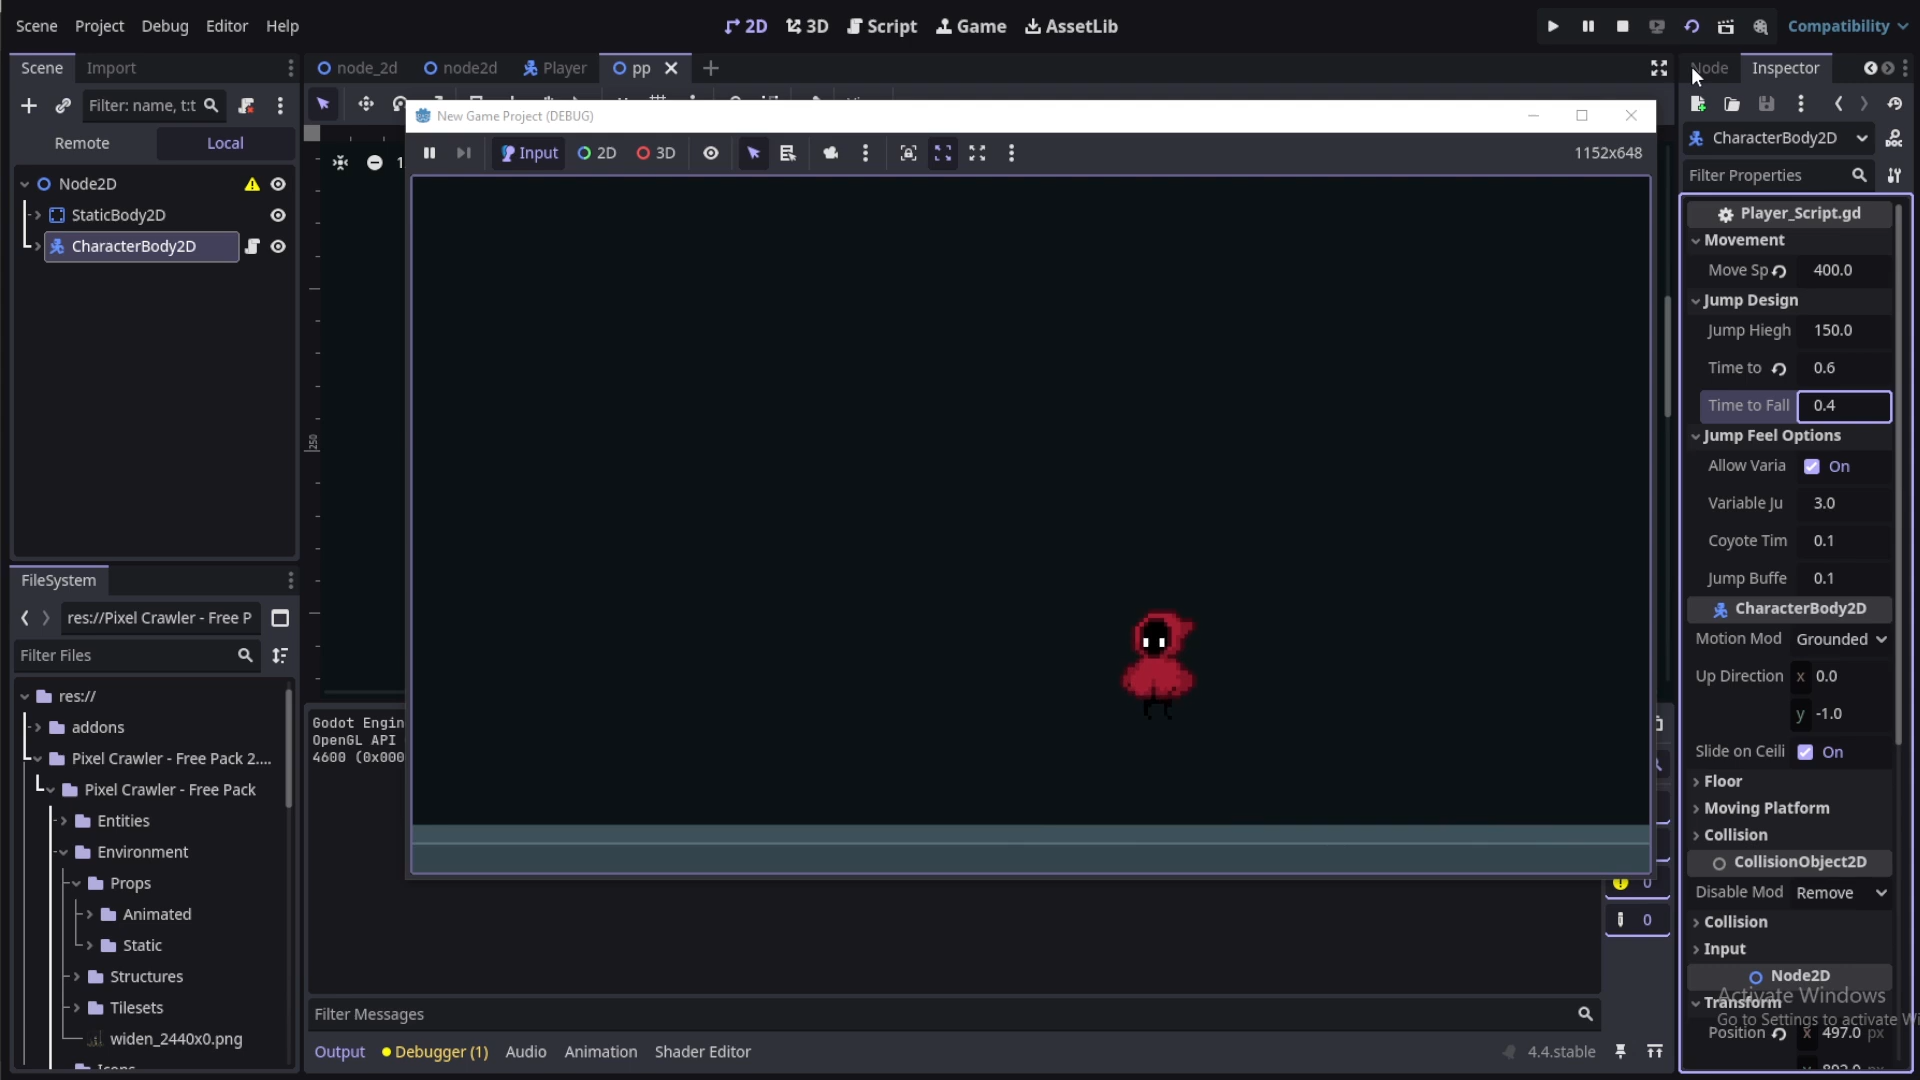 Scene Project Debug Editor Help
2D 3D Script Game AssetLib
Compatibility
Scene Import
node_2d node2d Player pp
Node Inspector
Filter: name, t:t
Remote Local
Node2D
StaticBody2D
CharacterBody2D
New Game Project (DEBUG)
Input 2D 3D
1152x648
1
250
CharacterBody2D
Filter Properties
Player_Script.gd
Movement
Move Sp 400.0
Jump Design
Jump Hiegh 150.0
Time to 0.6
Time to Fall 0.4
Jump Feel Options
Allow Varia On
Variable Ju 3.0
Coyote Tim 0.1
Jump Buffe 0.1
CharacterBody2D
Motion Mod Grounded
Up Direction x 0.0
y -1.0
Slide on Ceili On
Floor
Moving Platform
Collision
CollisionObject2D
Disable Mod Remove
Collision
Input
Node2D
Transform
Position x 497.0 px
Activate Windows
Go to Settings to activate Wi
FileSystem
res://Pixel Crawler - Free P
Filter Files
res://
addons
Pixel Crawler - Free Pack 2....
Pixel Crawler - Free Pack
Entities
Environment
Props
Animated
Static
Structures
Tilesets
widen_2440x0.png
Icons
Godot Engin
OpenGL API
4600 (0x000
0
0
Filter Messages
Output Debugger (1) Audio Animation Shader Editor
4.4.stable